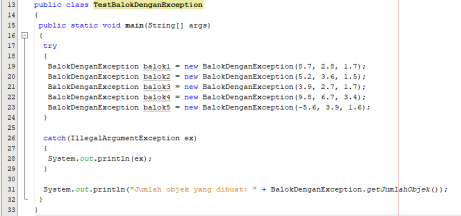 13 public class TestBalokDenganException
14 {
15 public static void main(String[] args)
16 {
17 try
18 {
19 BalokDenganException balok1 = new BalokDenganException(8.7, 2.8, 1.7);
20 BalokDenganException balok2 = new BalokDenganException(5.2, 3.6, 1.5);
21 BalokDenganException balok3 = new BalokDenganException(3.9, 2.7, 1.7);
22 BalokDenganException balok4 = new BalokDenganException(9.8, 6.7, 3.4);
23 BalokDenganException balok5 = new BalokDenganException(-5.6, 3.9, 1.6);
24 }
25
26 catch(IllegalArgumentException ex)
27 {
28 System.out.println(ex);
29 }
30
31 System.out.println("Jumlah objek yang dibuat: " + BalokDenganException.getJumlahObjek());
32 }
33 }